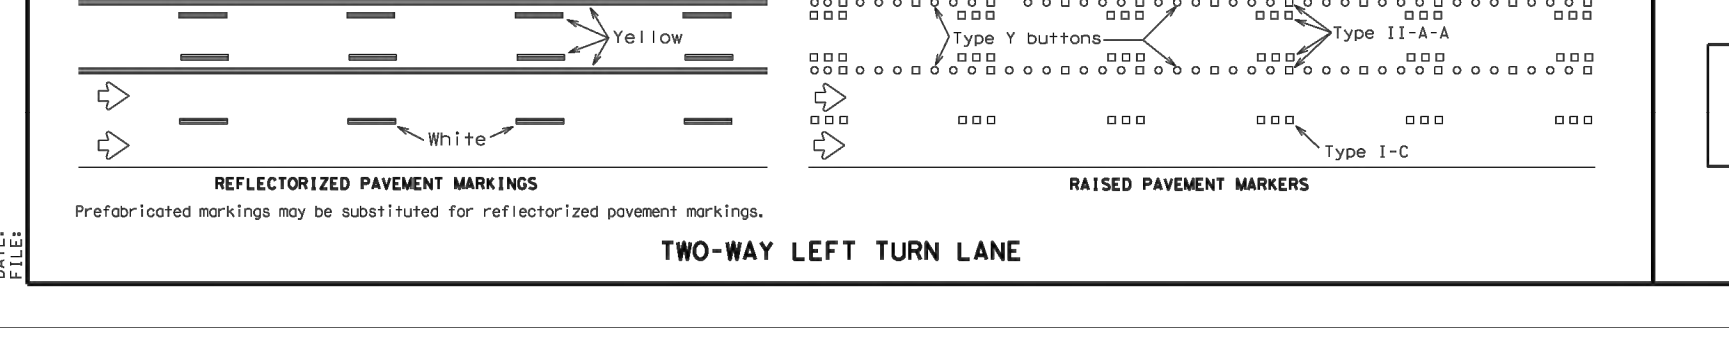 Yellow
Type Y buttons
Type II-A-A
White
Type I-C
REFLECTORIZED PAVEMENT MARKINGS
RAISED PAVEMENT MARKERS
Prefabricated markings may be substituted for reflectorized pavement markings.
TWO-WAY LEFT TURN LANE
DATE:
FILE: